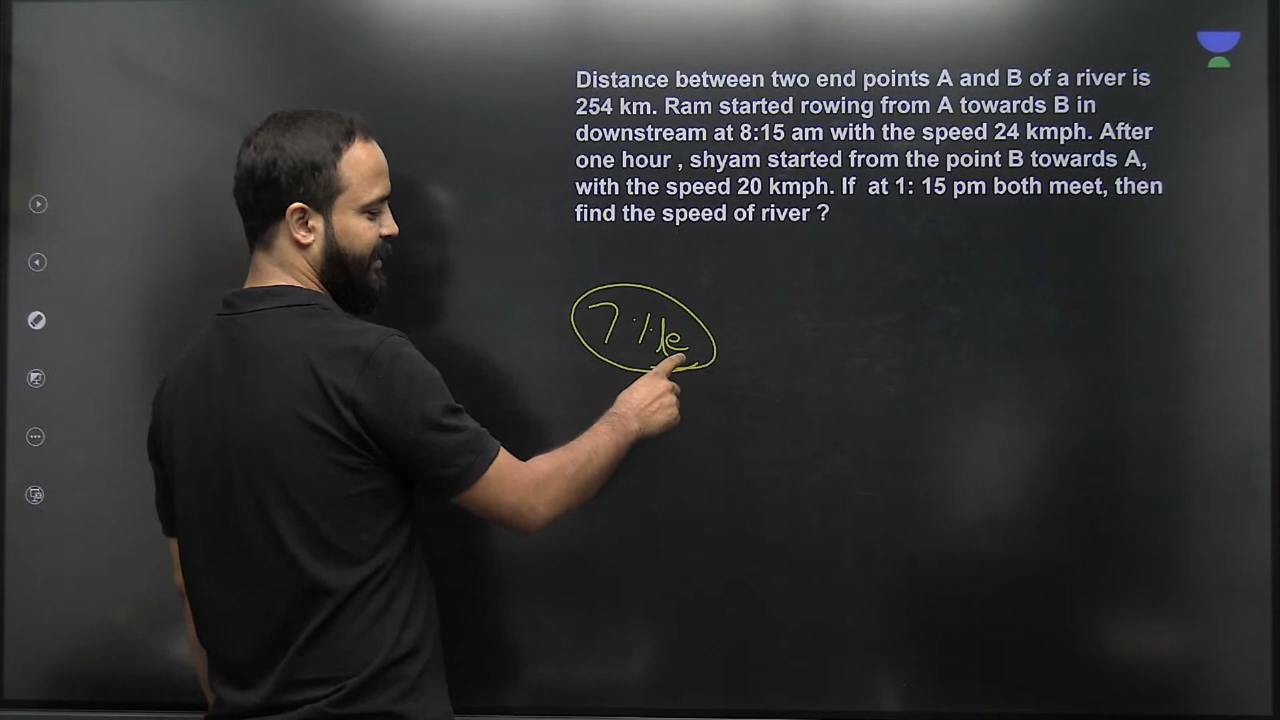 Distance between two end points A and B of a river is
254 km. Ram started rowing from A towards B in
downstream at 8:15 am with the speed 24 kmph. After
one hour , shyam started from the point B towards A,
with the speed 20 kmph. If  at 1: 15 pm both meet, then
find the speed of river ?